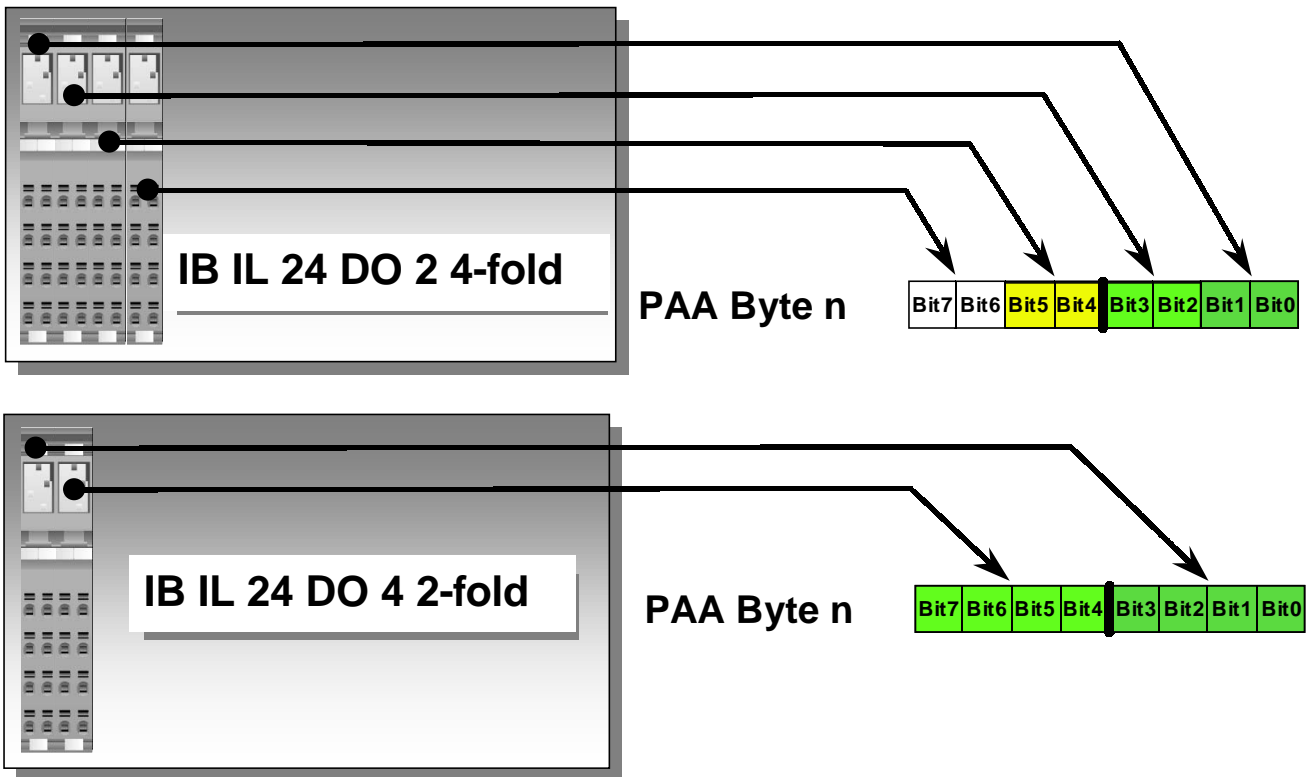 IB IL 24 DO 2 4-fold
PAA Byte n
Bit7 Bit6 Bit5 Bit4 Bit3 Bit2 Bit1 Bit0
IB IL 24 DO 4 2-fold
PAA Byte n
Bit7 Bit6 Bit5 Bit4 Bit3 Bit2 Bit1 Bit0